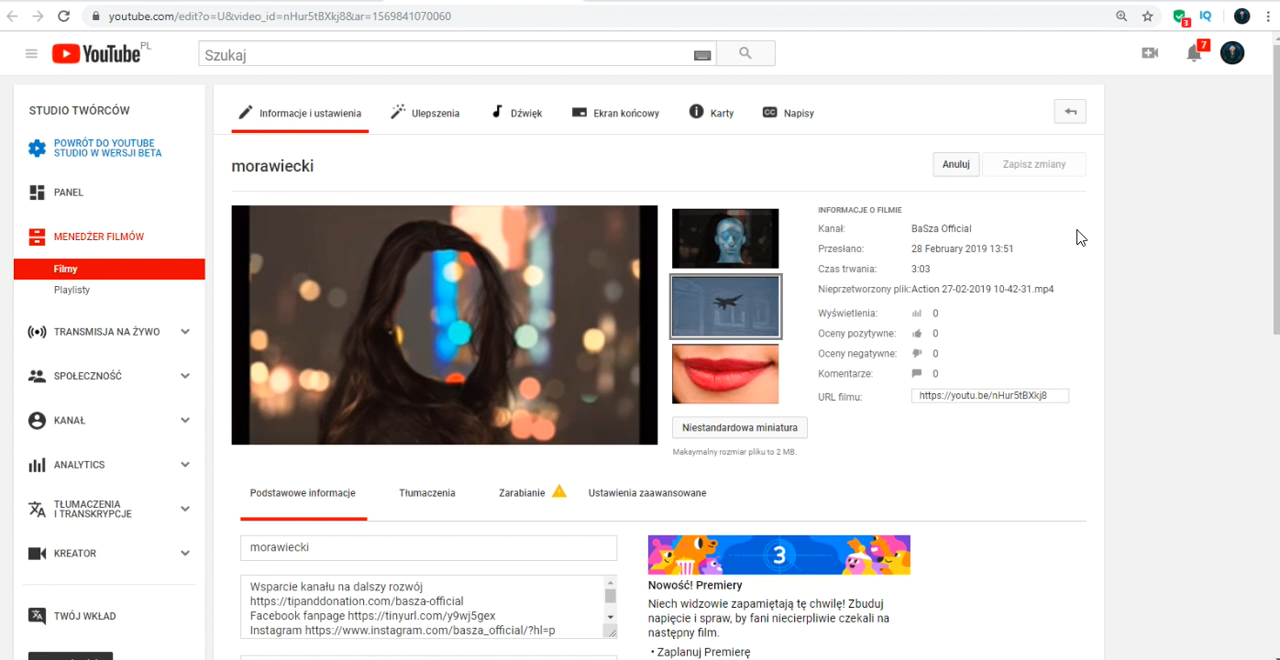 youtube.com/edit?o=U&video_id=nHur5tBXkj8&ar=1569841070060
3
IQ
YouTube PL
Szukaj
7
STUDIO TWÓRCÓW
POWRÓT DO YOUTUBE
STUDIO W WERSJI BETA
PANEL
MENEDŻER FILMÓW
Filmy
Playlisty
TRANSMISJA NA ŻYWO
SPOŁECZNOŚĆ
KANAŁ
ANALYTICS
TŁUMACZENIA
I TRANSKRYPCJE
KREATOR
TWÓJ WKŁAD
Informacje i ustawienia
Ulepszenia
Dźwięk
Ekran końcowy
Karty
CC Napisy
morawiecki
Anuluj
Zapisz zmiany
INFORMACJE O FILMIE
Kanał: BaSza Official
Przesłano: 28 February 2019 13:51
Czas trwania: 3:03
Nieprzetworzony plik: Action 27-02-2019 10-42-31.mp4
Wyświetlenia: 0
Oceny pozytywne: 0
Oceny negatywne: 0
Komentarze: 0
URL filmu: https://youtu.be/nHur5tBXkj8
Niestandardowa miniatura
Maksymalny rozmiar pliku to 2 MB.
Podstawowe informacje
Tłumaczenia
Zarabianie
Ustawienia zaawansowane
morawiecki
Wsparcie kanału na dalszy rozwój
https://tipanddonation.com/basza-official
Facebook fanpage https://tinyurl.com/y9wj5gex
Instagram https://www.instagram.com/basza_official/?hl=p
3
Nowość! Premiery
Niech widzowie zapamiętają tę chwilę! Zbuduj
napięcie i spraw, by fani niecierpliwie czekali na
następny film.
• Zaplanuj Premierę